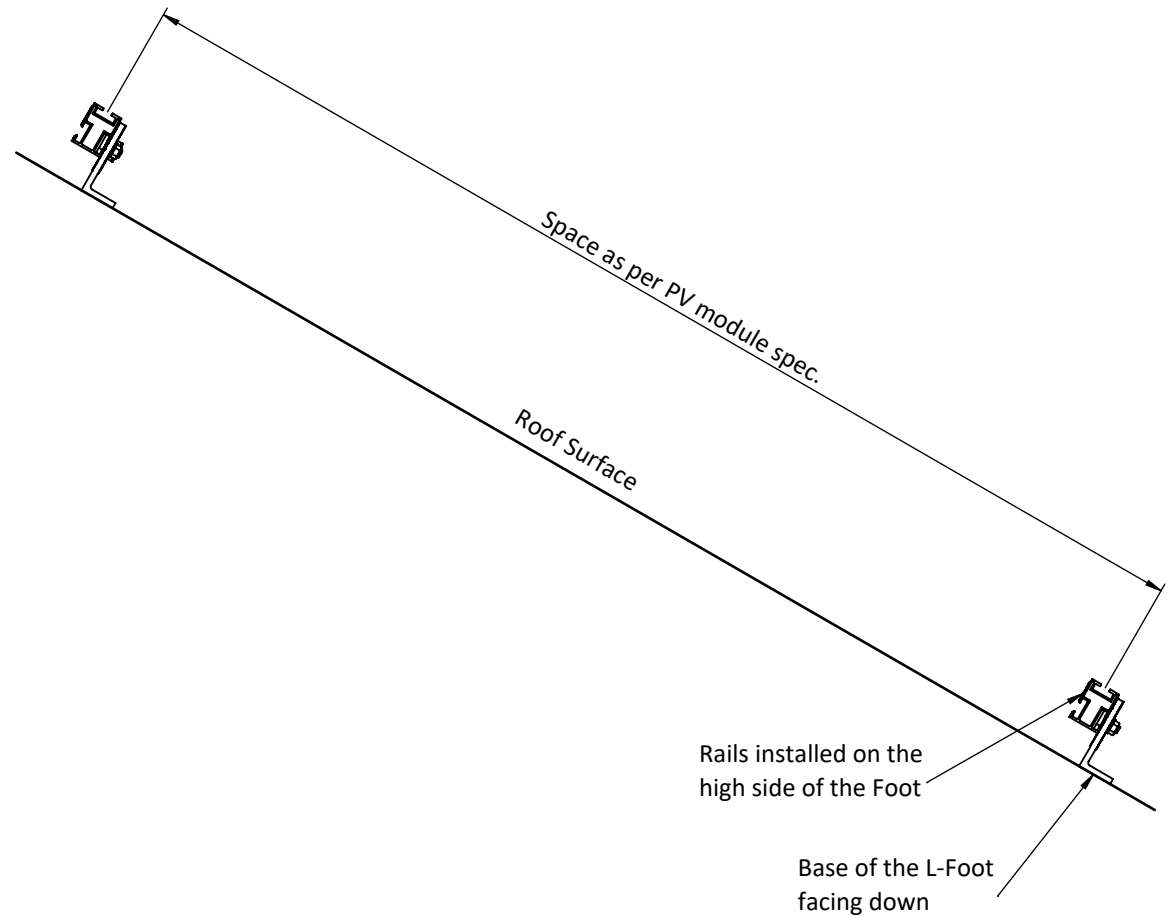 Space as per PV module spec.
Roof Surface
Rails installed on the
high side of the Foot
Base of the L-Foot
facing down